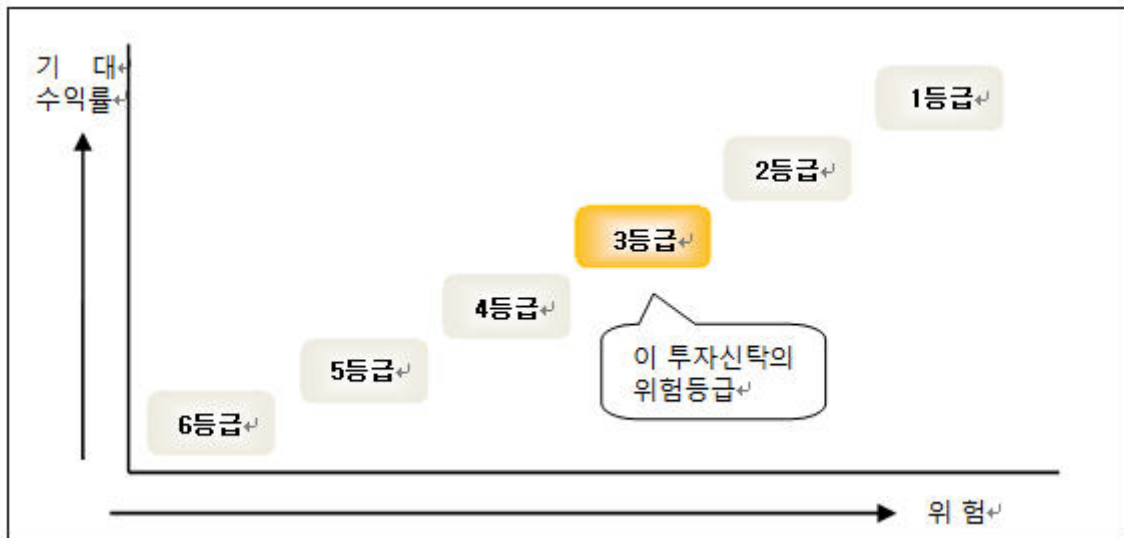 기 대↵
수익률↵
1등급↵
2등급↵
3등급↵
4등급↵
이 투자신탁의
위험등급↵
5등급↵
6등급↵
위 험↵